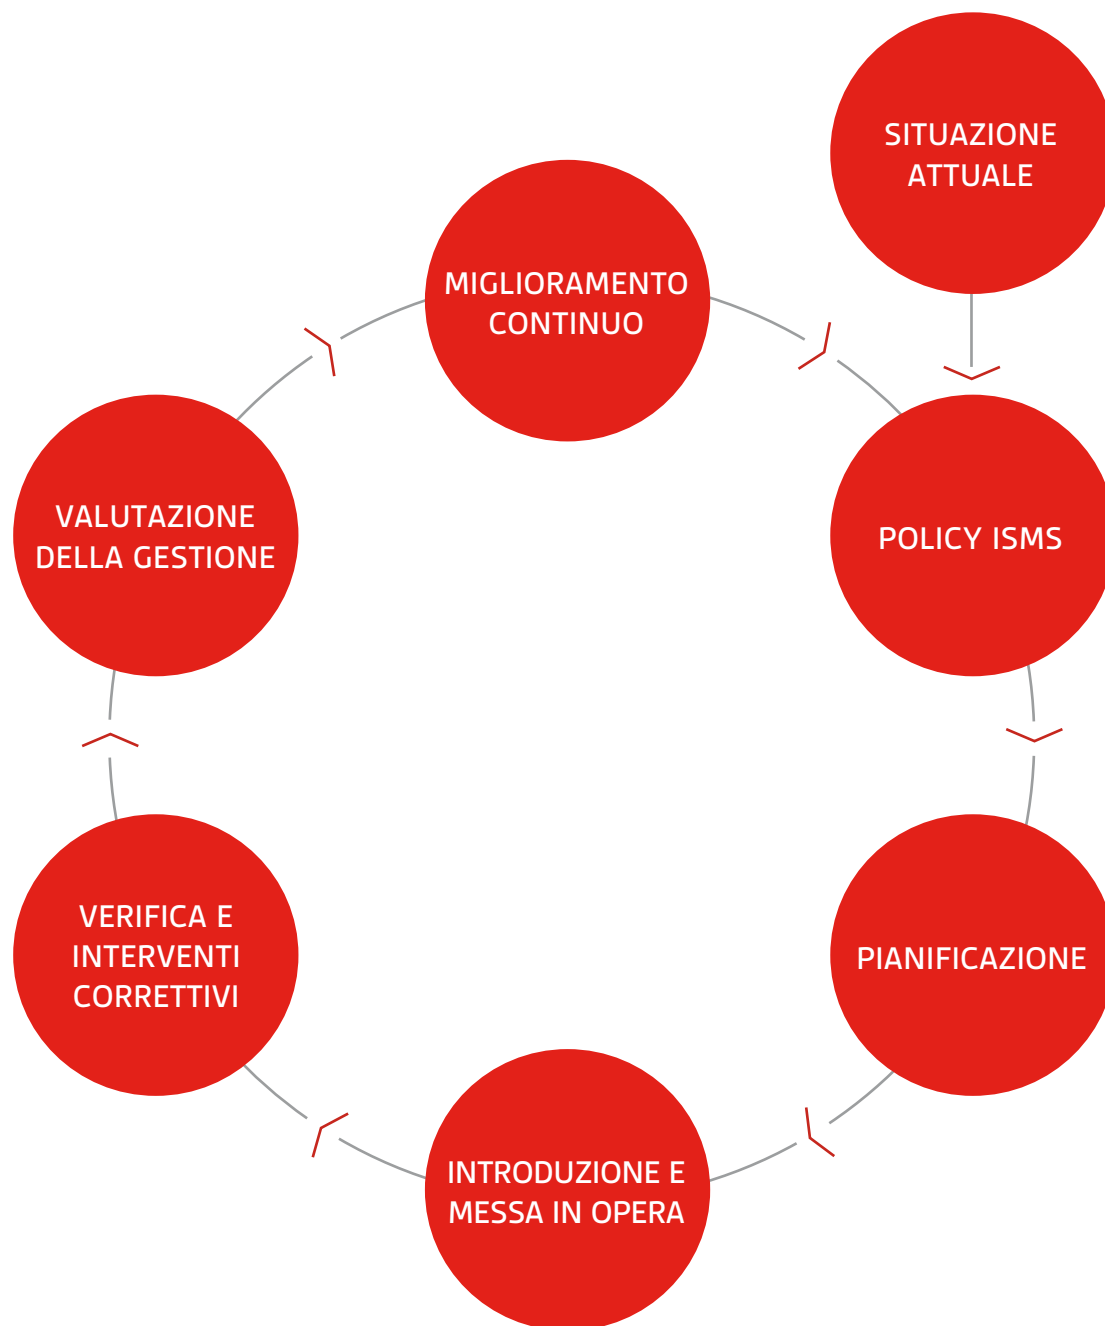 SITUAZIONE
ATTUALE
MIGLIORAMENTO
CONTINUO
POLICY ISMS
VALUTAZIONE
DELLA GESTIONE
PIANIFICAZIONE
VERIFICA E
INTERVENTI
CORRETTIVI
INTRODUZIONE E
MESSA IN OPERA